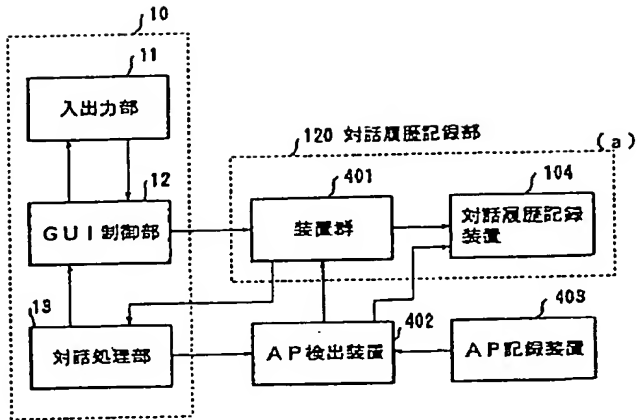 10
11
入出力部
120 対話履歴記録部
(a)
12
401
104
GUI制御部
装置群
対話履歴記録
装置
13
402
403
対話処理部
AP検出装置
AP記録装置